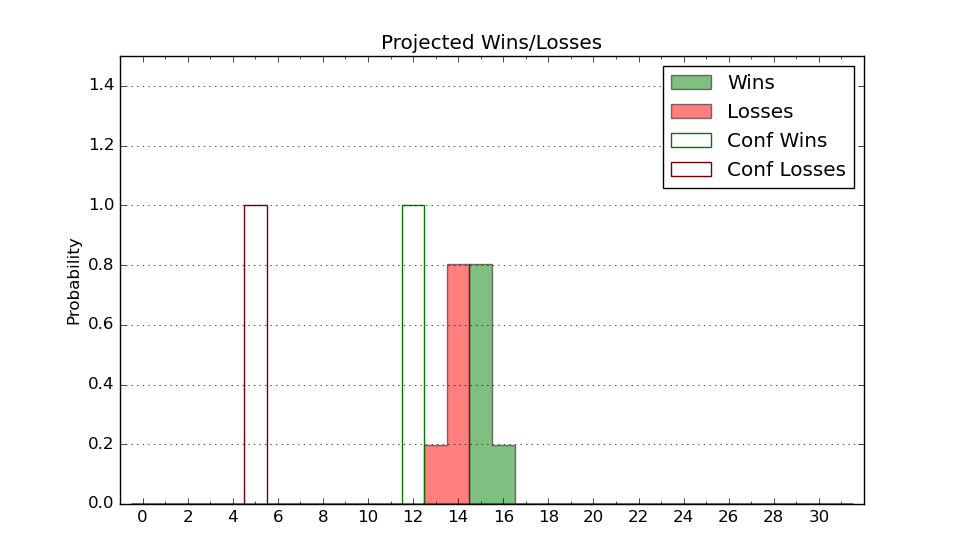 Projected Wins/Losses
1.4
1.2
1.0
0.8
0.6
0.4
0.2
0.0
Probability
Wins
Losses
Conf Wins
Conf Losses
0 2 4 6 8 10 12 14 16 18 20 22 24 26 28 30